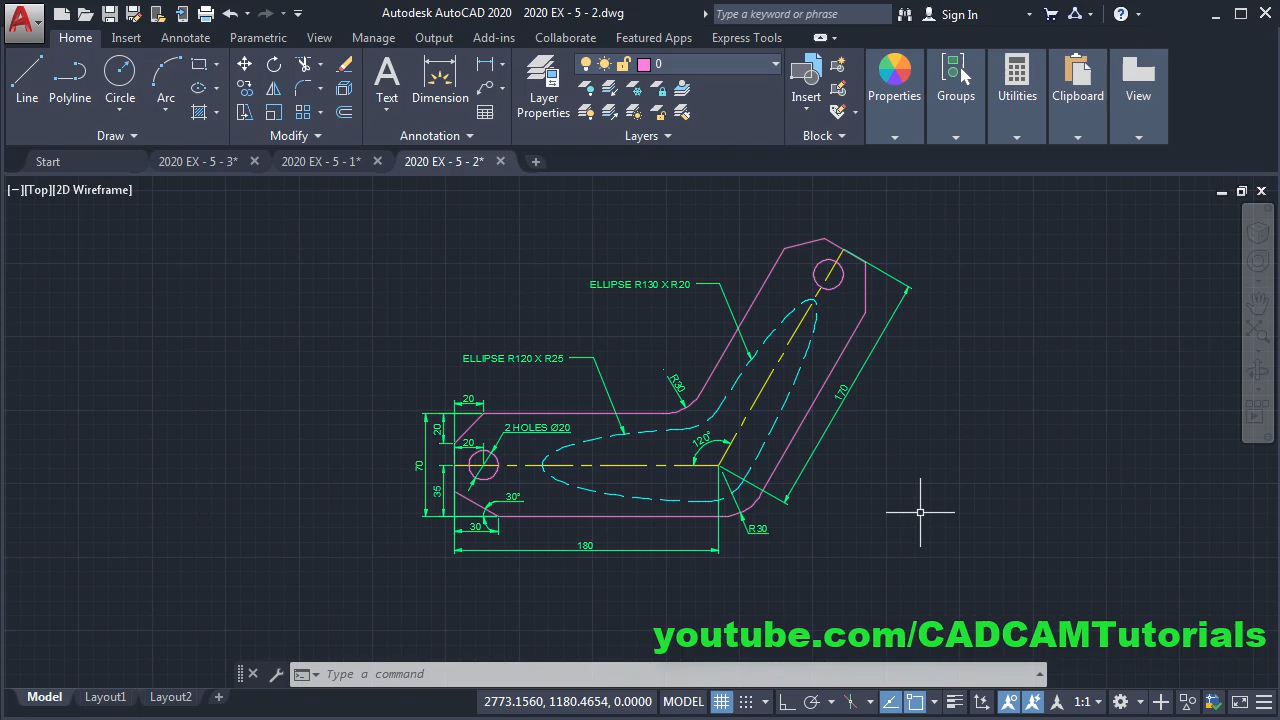 Autodesk AutoCAD 2020 2020 EX - 5 - 2.dwg
Type a keyword or phrase
Sign In
Home Insert Annotate Parametric View Manage Output Add-ins Collaborate Featured Apps Express Tools
Line Polyline Circle Arc Text Dimension Layer Properties 0 Insert Properties Groups Utilities Clipboard View
Draw Modify Annotation Layers Block
Start 2020 EX - 5 - 3* 2020 EX - 5 - 1* 2020 EX - 5 - 2*
[−][Top][2D Wireframe]
ELLIPSE R130 X R20
ELLIPSE R120 X R25
R30
170
20
20
2 HOLES Ø20
120°
20
70
35
30°
30
R30
180
youtube.com/CADCAMTutorials
Type a command
Model Layout1 Layout2
2773.1560, 1180.4654, 0.0000 MODEL 1:1